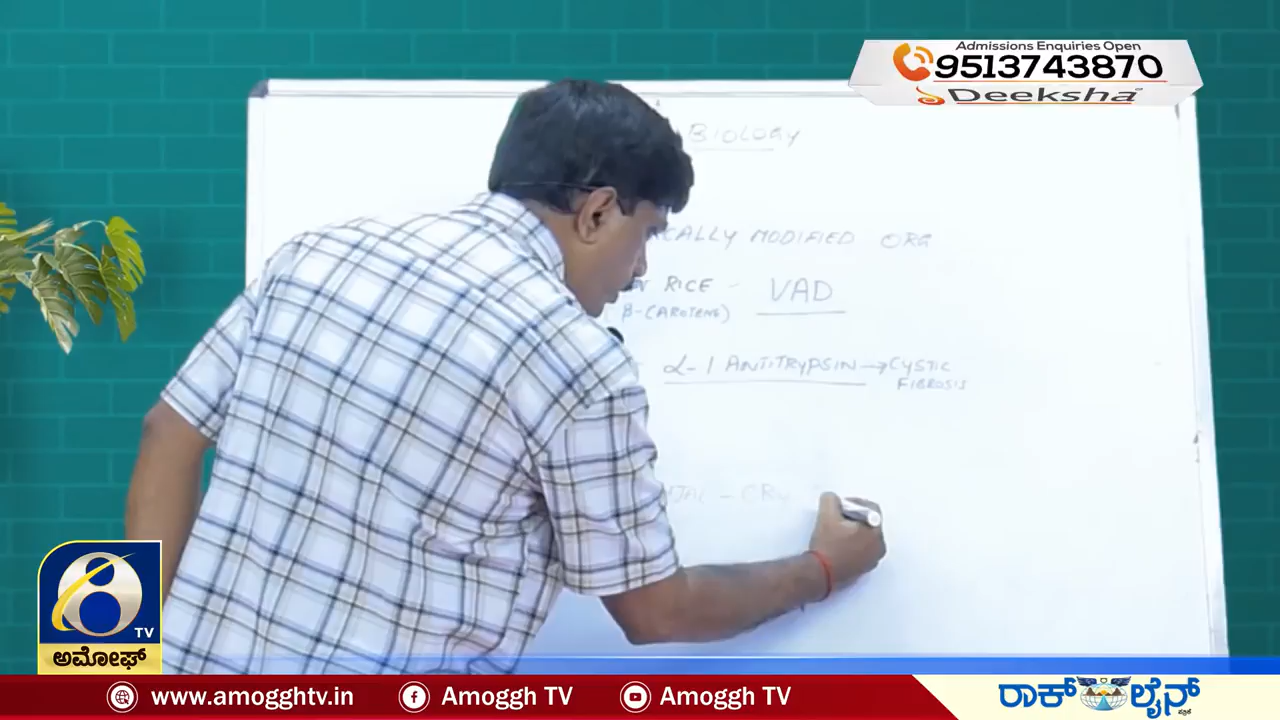 Admissions Enquiries Open
9513743870
Deeksha
BIOLOGY
MODIFIED ORG
RICE - VAD
(β-CAROTENE)
α-1 ANTITRYPSIN → CYSTIC
FIBROSIS
- CRY
8
TV
ಅಮೋಘ್
www.amogghtv.in Amoggh TV Amoggh TV
ರಾಕ್ ಲೈನ್